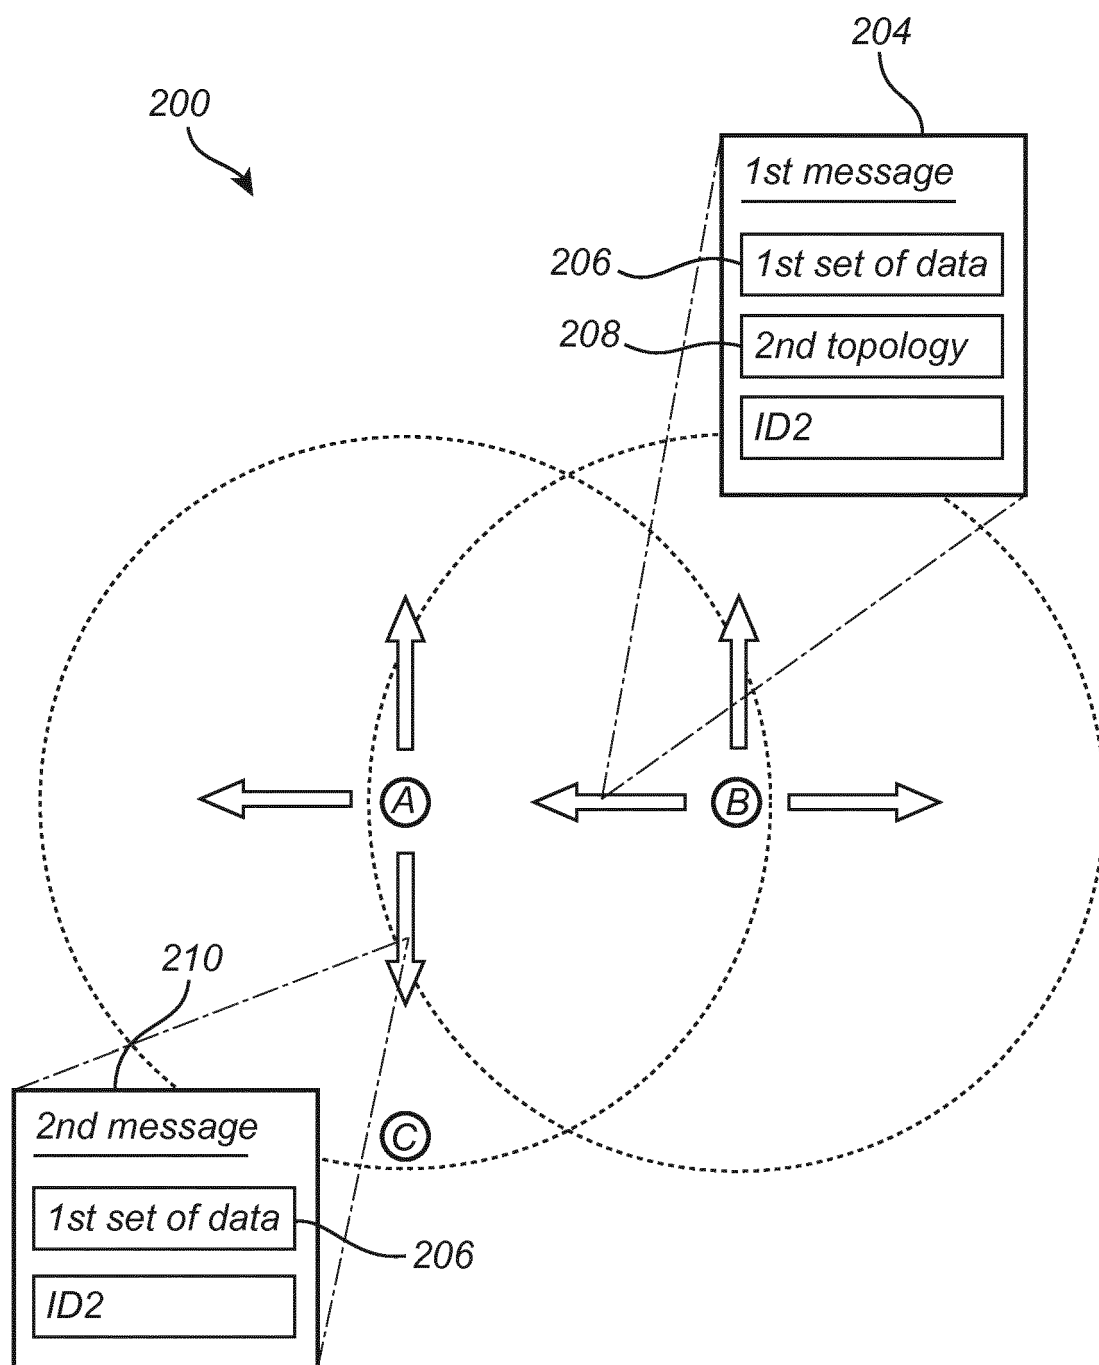 204
200
1st message
206
1st set of data
208
2nd topology
ID2
A
B
210
2nd message
C
1st set of data
206
ID2